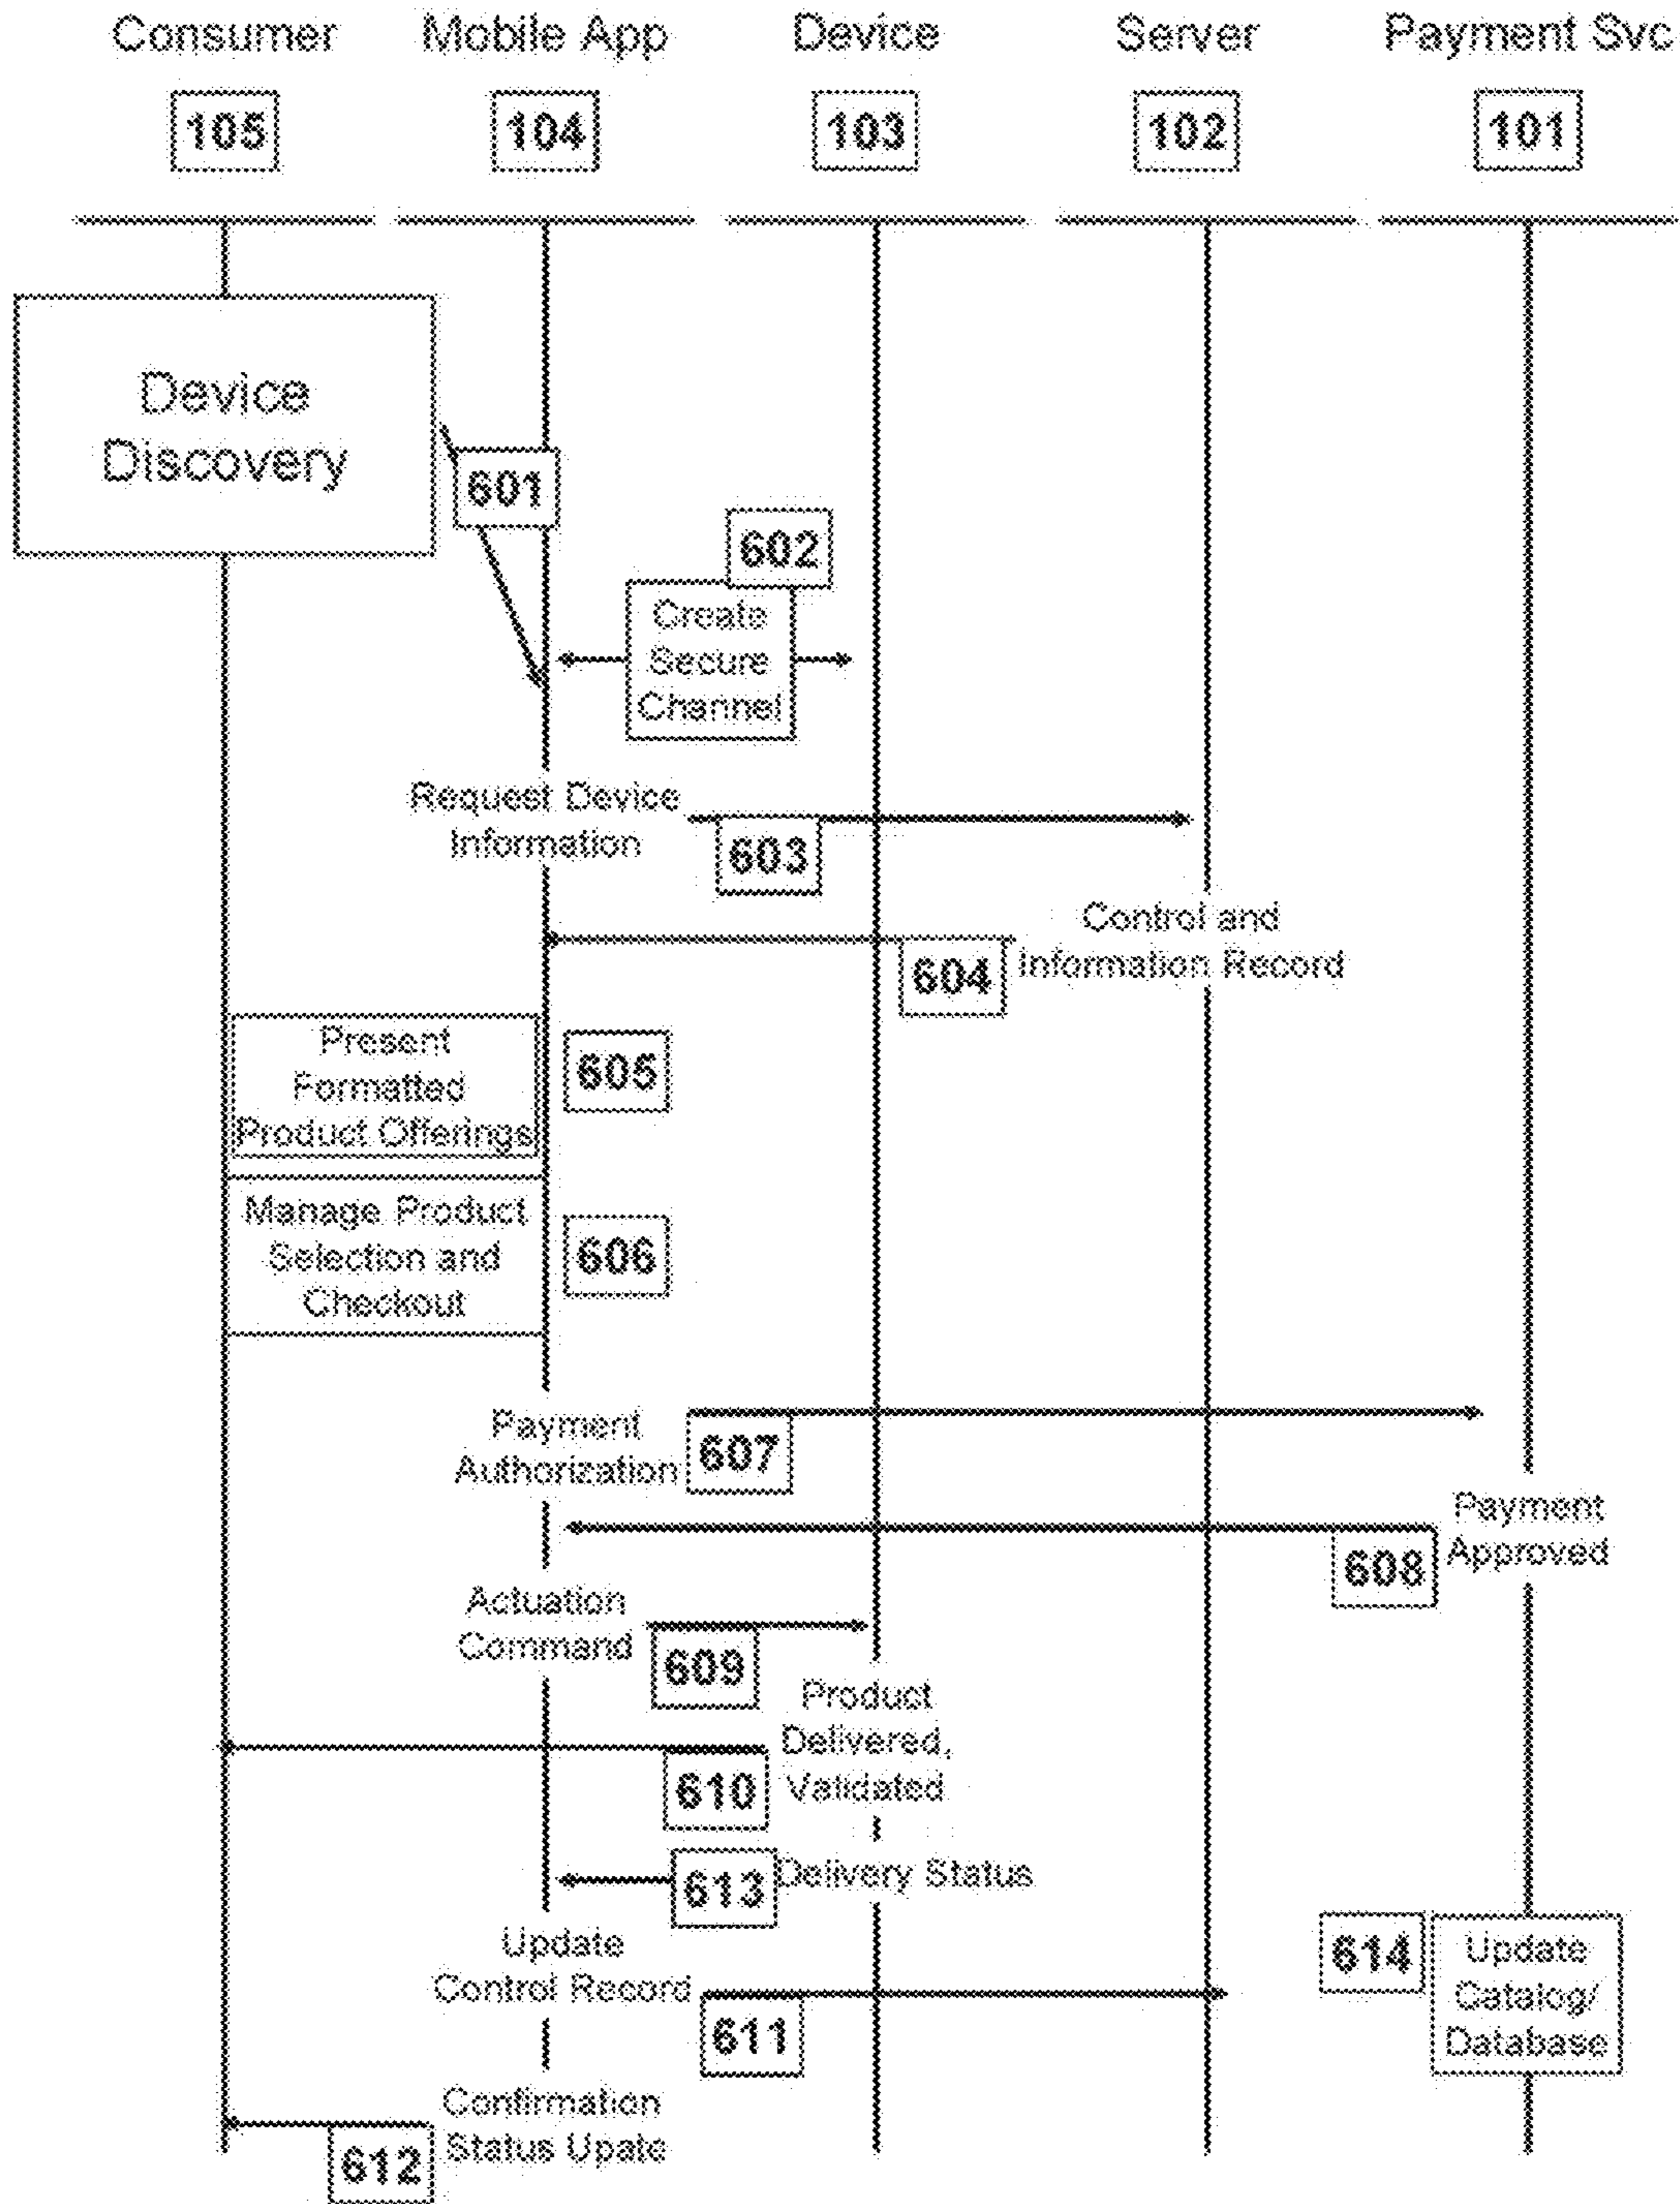 Consumer
Mobile App
Device
Server
Payment Svc
105
104
103
102
101
Device
Discovery
601
602
Create
Secure
Channel
Request Device
Information
603
Control and
Information Record
604
Present
Formatted
Product Offerings
605
Manage Product
Selection and
Checkout
606
Payment
Authorization
607
Payment
Approved
608
Actuation
Command
609
Product
Delivered,
Validated
610
613
Delivery Status
Update
Control Record
611
614
Update
Catalog/
Database
Confirmation
Status Upate
612